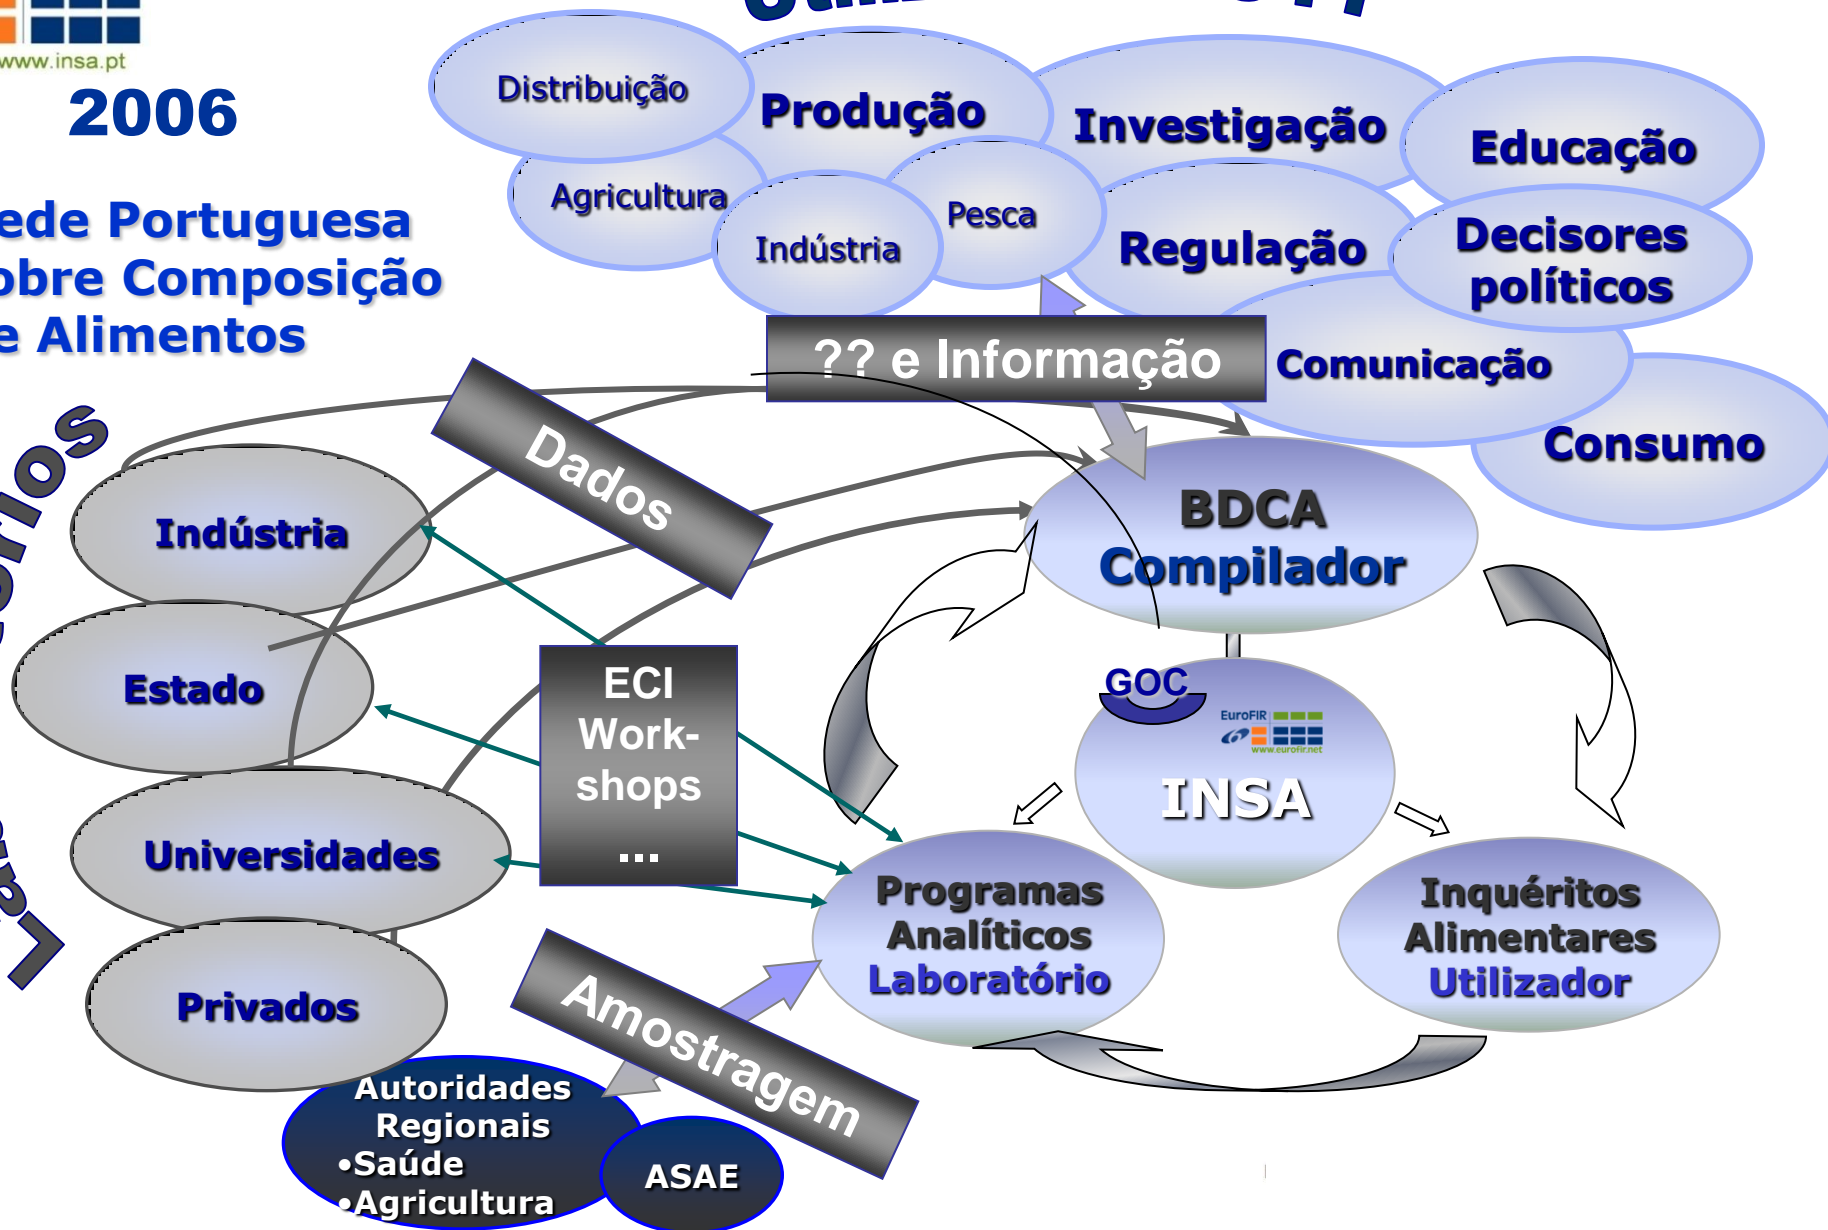 www.insa.pt
2006
ede Portuguesa
obre Composição
e Alimentos
Distribuição
Produção
Investigação
Educação
Agricultura
Indústria
Pesca
Regulação
Decisores
políticos
?? e Informação
Comunicação
Consumo
Dados
Indústria
Estado
Universidades
Privados
BDCA
Compilador
ECI
Work-
shops
...
GOC
EuroFIR
6
www.eurofir.net
INSA
Programas
Analíticos
Laboratório
Inquéritos
Alimentares
Utilizador
Amostragem
Autoridades
Regionais
•Saúde
•Agricultura
ASAE